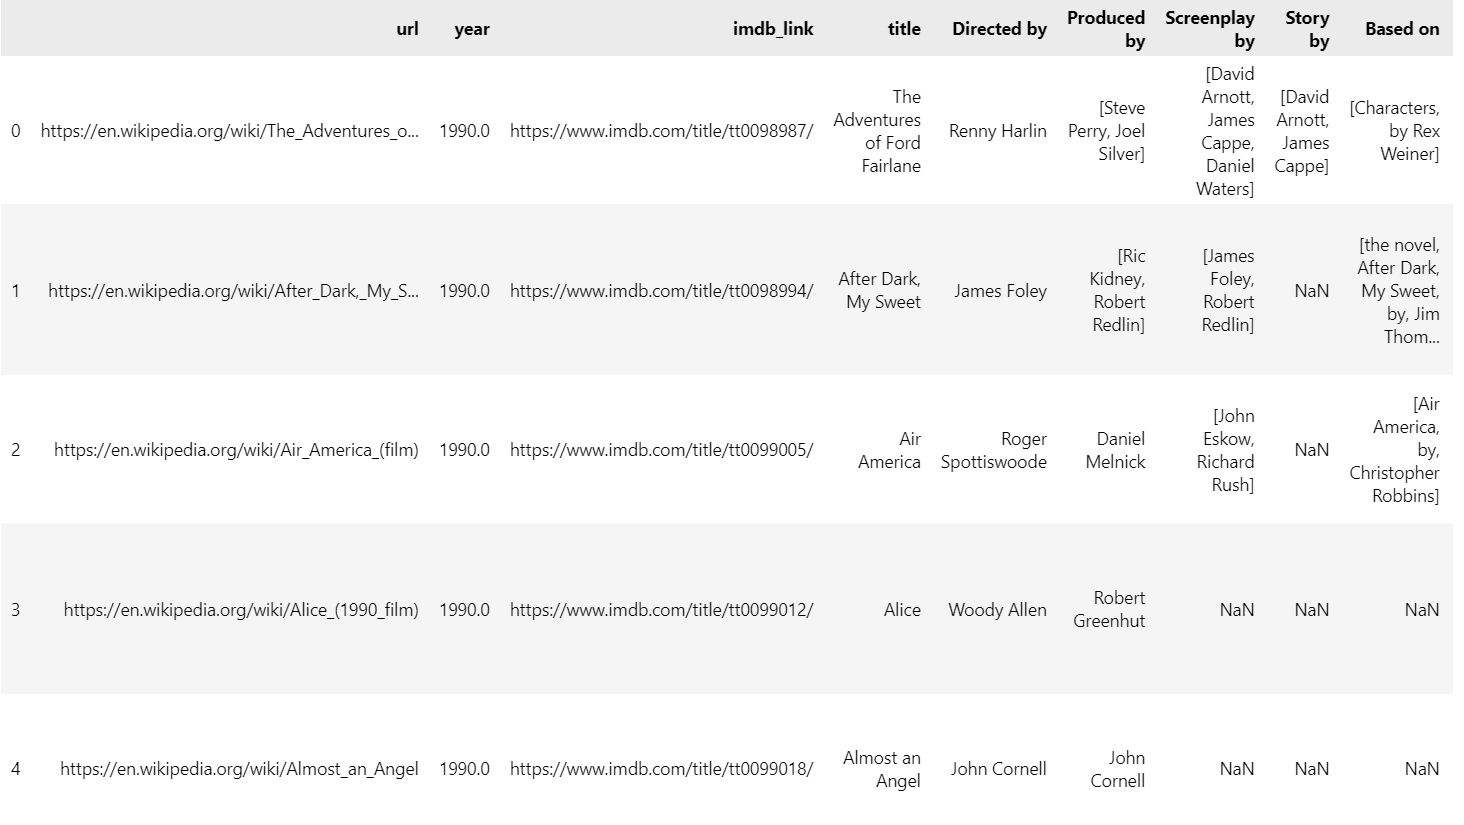 url year imdb_link title Directed by Produced by Screenplay by Story by Based on
0 https://en.wikipedia.org/wiki/The_Adventures_o... 1990.0 https://www.imdb.com/title/tt0098987/ The Adventures of Ford Fairlane Renny Harlin [Steve Perry, Joel Silver] [David Arnott, James Cappe, Daniel Waters] [David Arnott, James Cappe] [Characters, by Rex Weiner]
1 https://en.wikipedia.org/wiki/After_Dark,_My_S... 1990.0 https://www.imdb.com/title/tt0098994/ After Dark, My Sweet James Foley [Ric Kidney, Robert Redlin] [James Foley, Robert Redlin] NaN [the novel, After Dark, My Sweet, by, Jim Thom...
2 https://en.wikipedia.org/wiki/Air_America_(film) 1990.0 https://www.imdb.com/title/tt0099005/ Air America Roger Spottiswoode Daniel Melnick [John Eskow, Richard Rush] NaN [Air America, by, Christopher Robbins]
3 https://en.wikipedia.org/wiki/Alice_(1990_film) 1990.0 https://www.imdb.com/title/tt0099012/ Alice Woody Allen Robert Greenhut NaN NaN NaN
4 https://en.wikipedia.org/wiki/Almost_an_Angel 1990.0 https://www.imdb.com/title/tt0099018/ Almost an Angel John Cornell John Cornell NaN NaN NaN